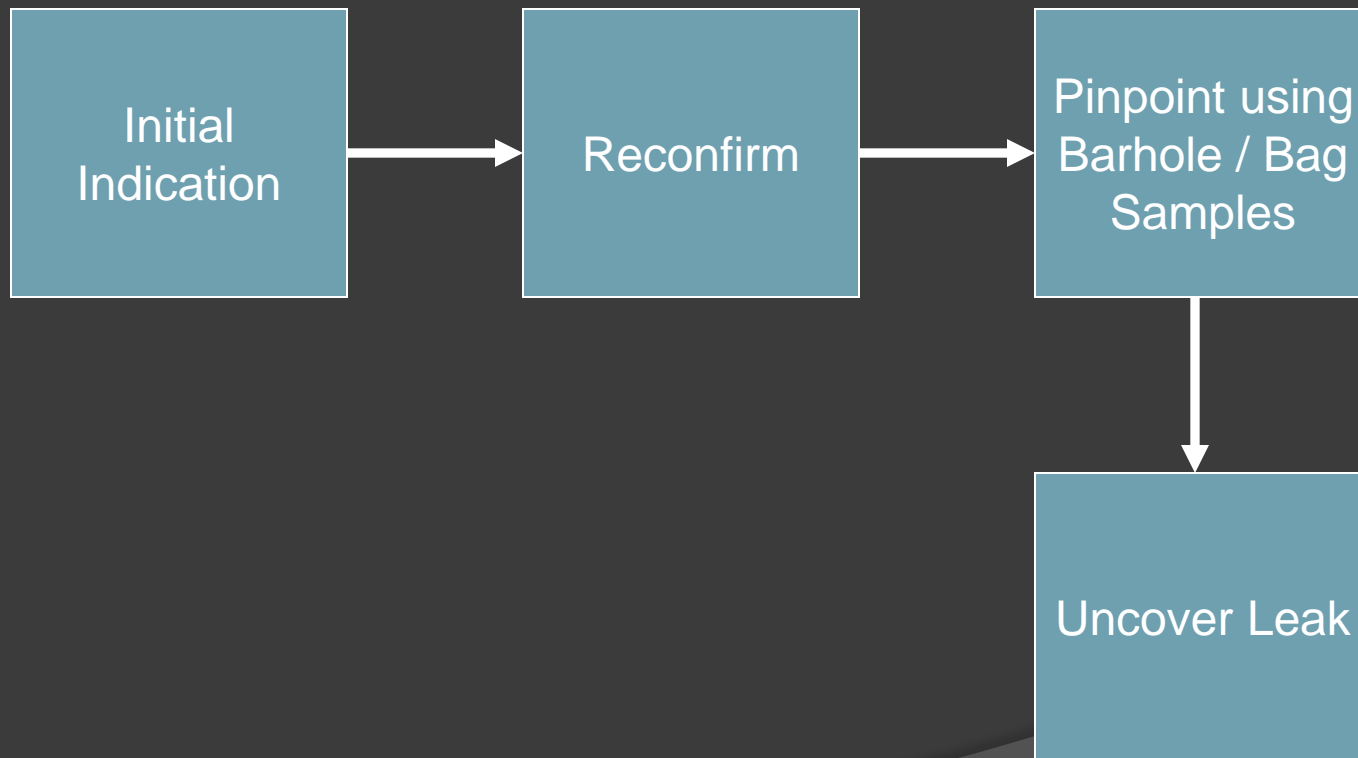 Initial
Indication
Reconfirm
Pinpoint using
Barhole / Bag
Samples
Uncover Leak